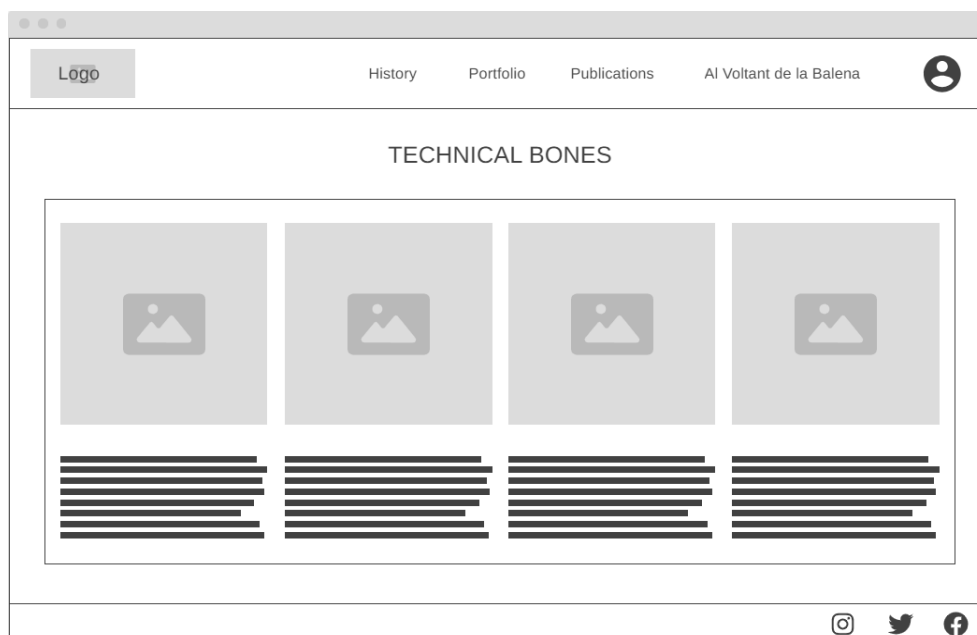 Logo
History Portfolio Publications Al Voltant de la Balena
TECHNICAL BONES